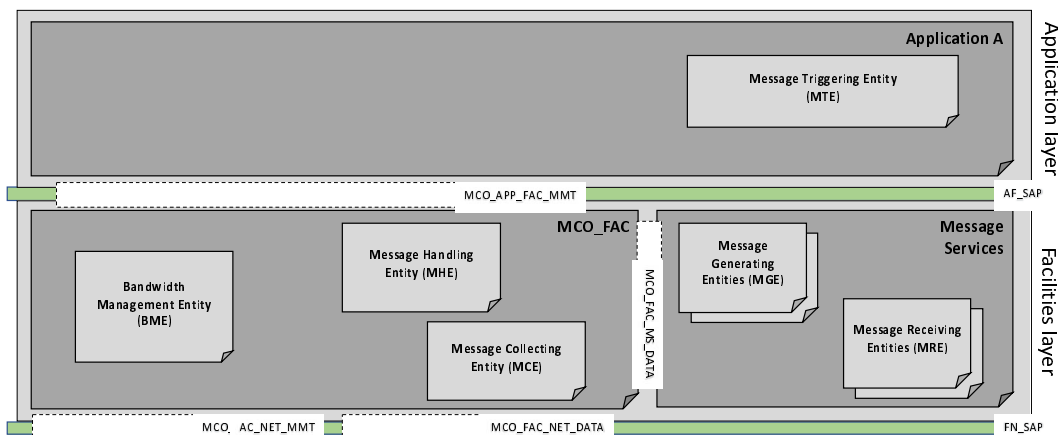 Application A
Message Triggering Entity
(MTE)
Application layer
MCO_APP_FAC_MMT
AF_SAP
MCO_FAC
Message Handling
Entity (MHE)
Bandwidth
Management Entity
(BME)
Message Collecting
Entity (MCE)
MCO_FAC_MS_DATA
Message
Services
Message
Generating
Entities (MGE)
Message Receiving
Entities (MRE)
Facilities layer
MCO_ AC_NET_MMT
MCO_FAC_NET_DATA
FN_SAP